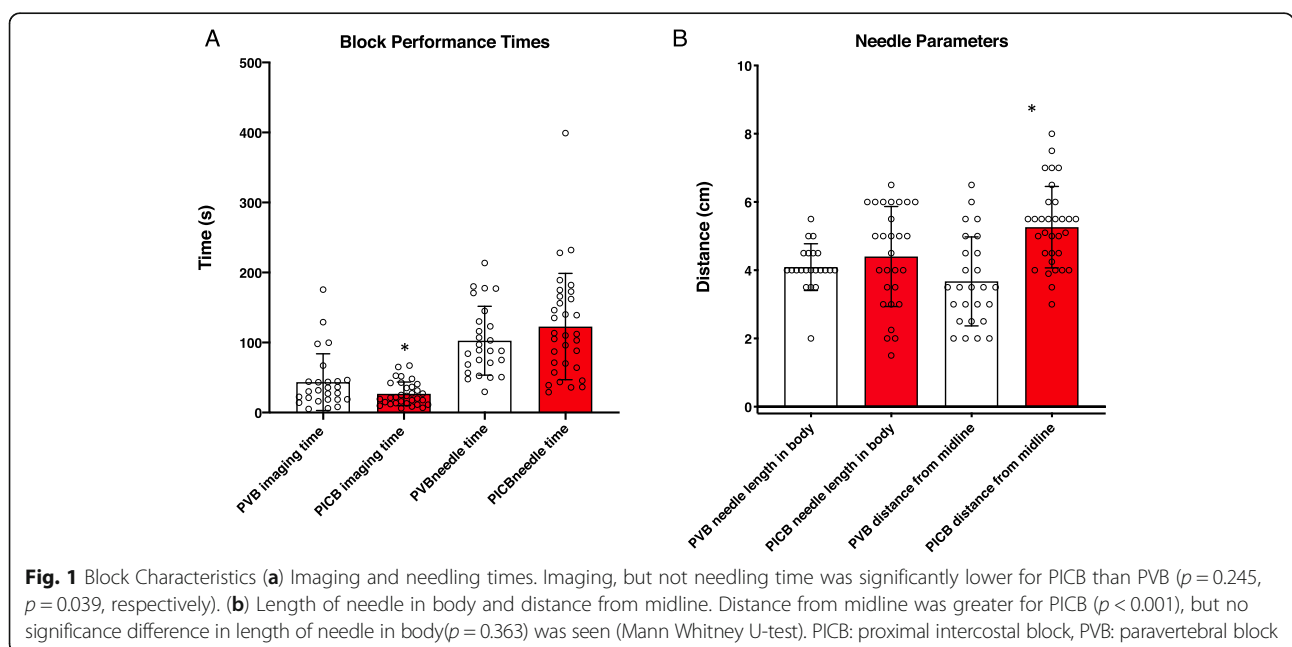 A
Block Performance Times
500
400
300
200
100
0
Time (s)
*
PVB imaging time
PICB imaging time
PVBneedle time
PICBneedle time
B
Needle Parameters
10
8
6
4
2
0
Distance (cm)
*
PVB needle length in body
PICB needle length in body
PVB distance from midline
PICB distance from midline
Fig. 1 Block Characteristics (a) Imaging and needling times. Imaging, but not needling time was significantly lower for PICB than PVB (p = 0.245,
p = 0.039, respectively). (b) Length of needle in body and distance from midline. Distance from midline was greater for PICB (p < 0.001), but no
significance difference in length of needle in body(p = 0.363) was seen (Mann Whitney U-test). PICB: proximal intercostal block, PVB: paravertebral block